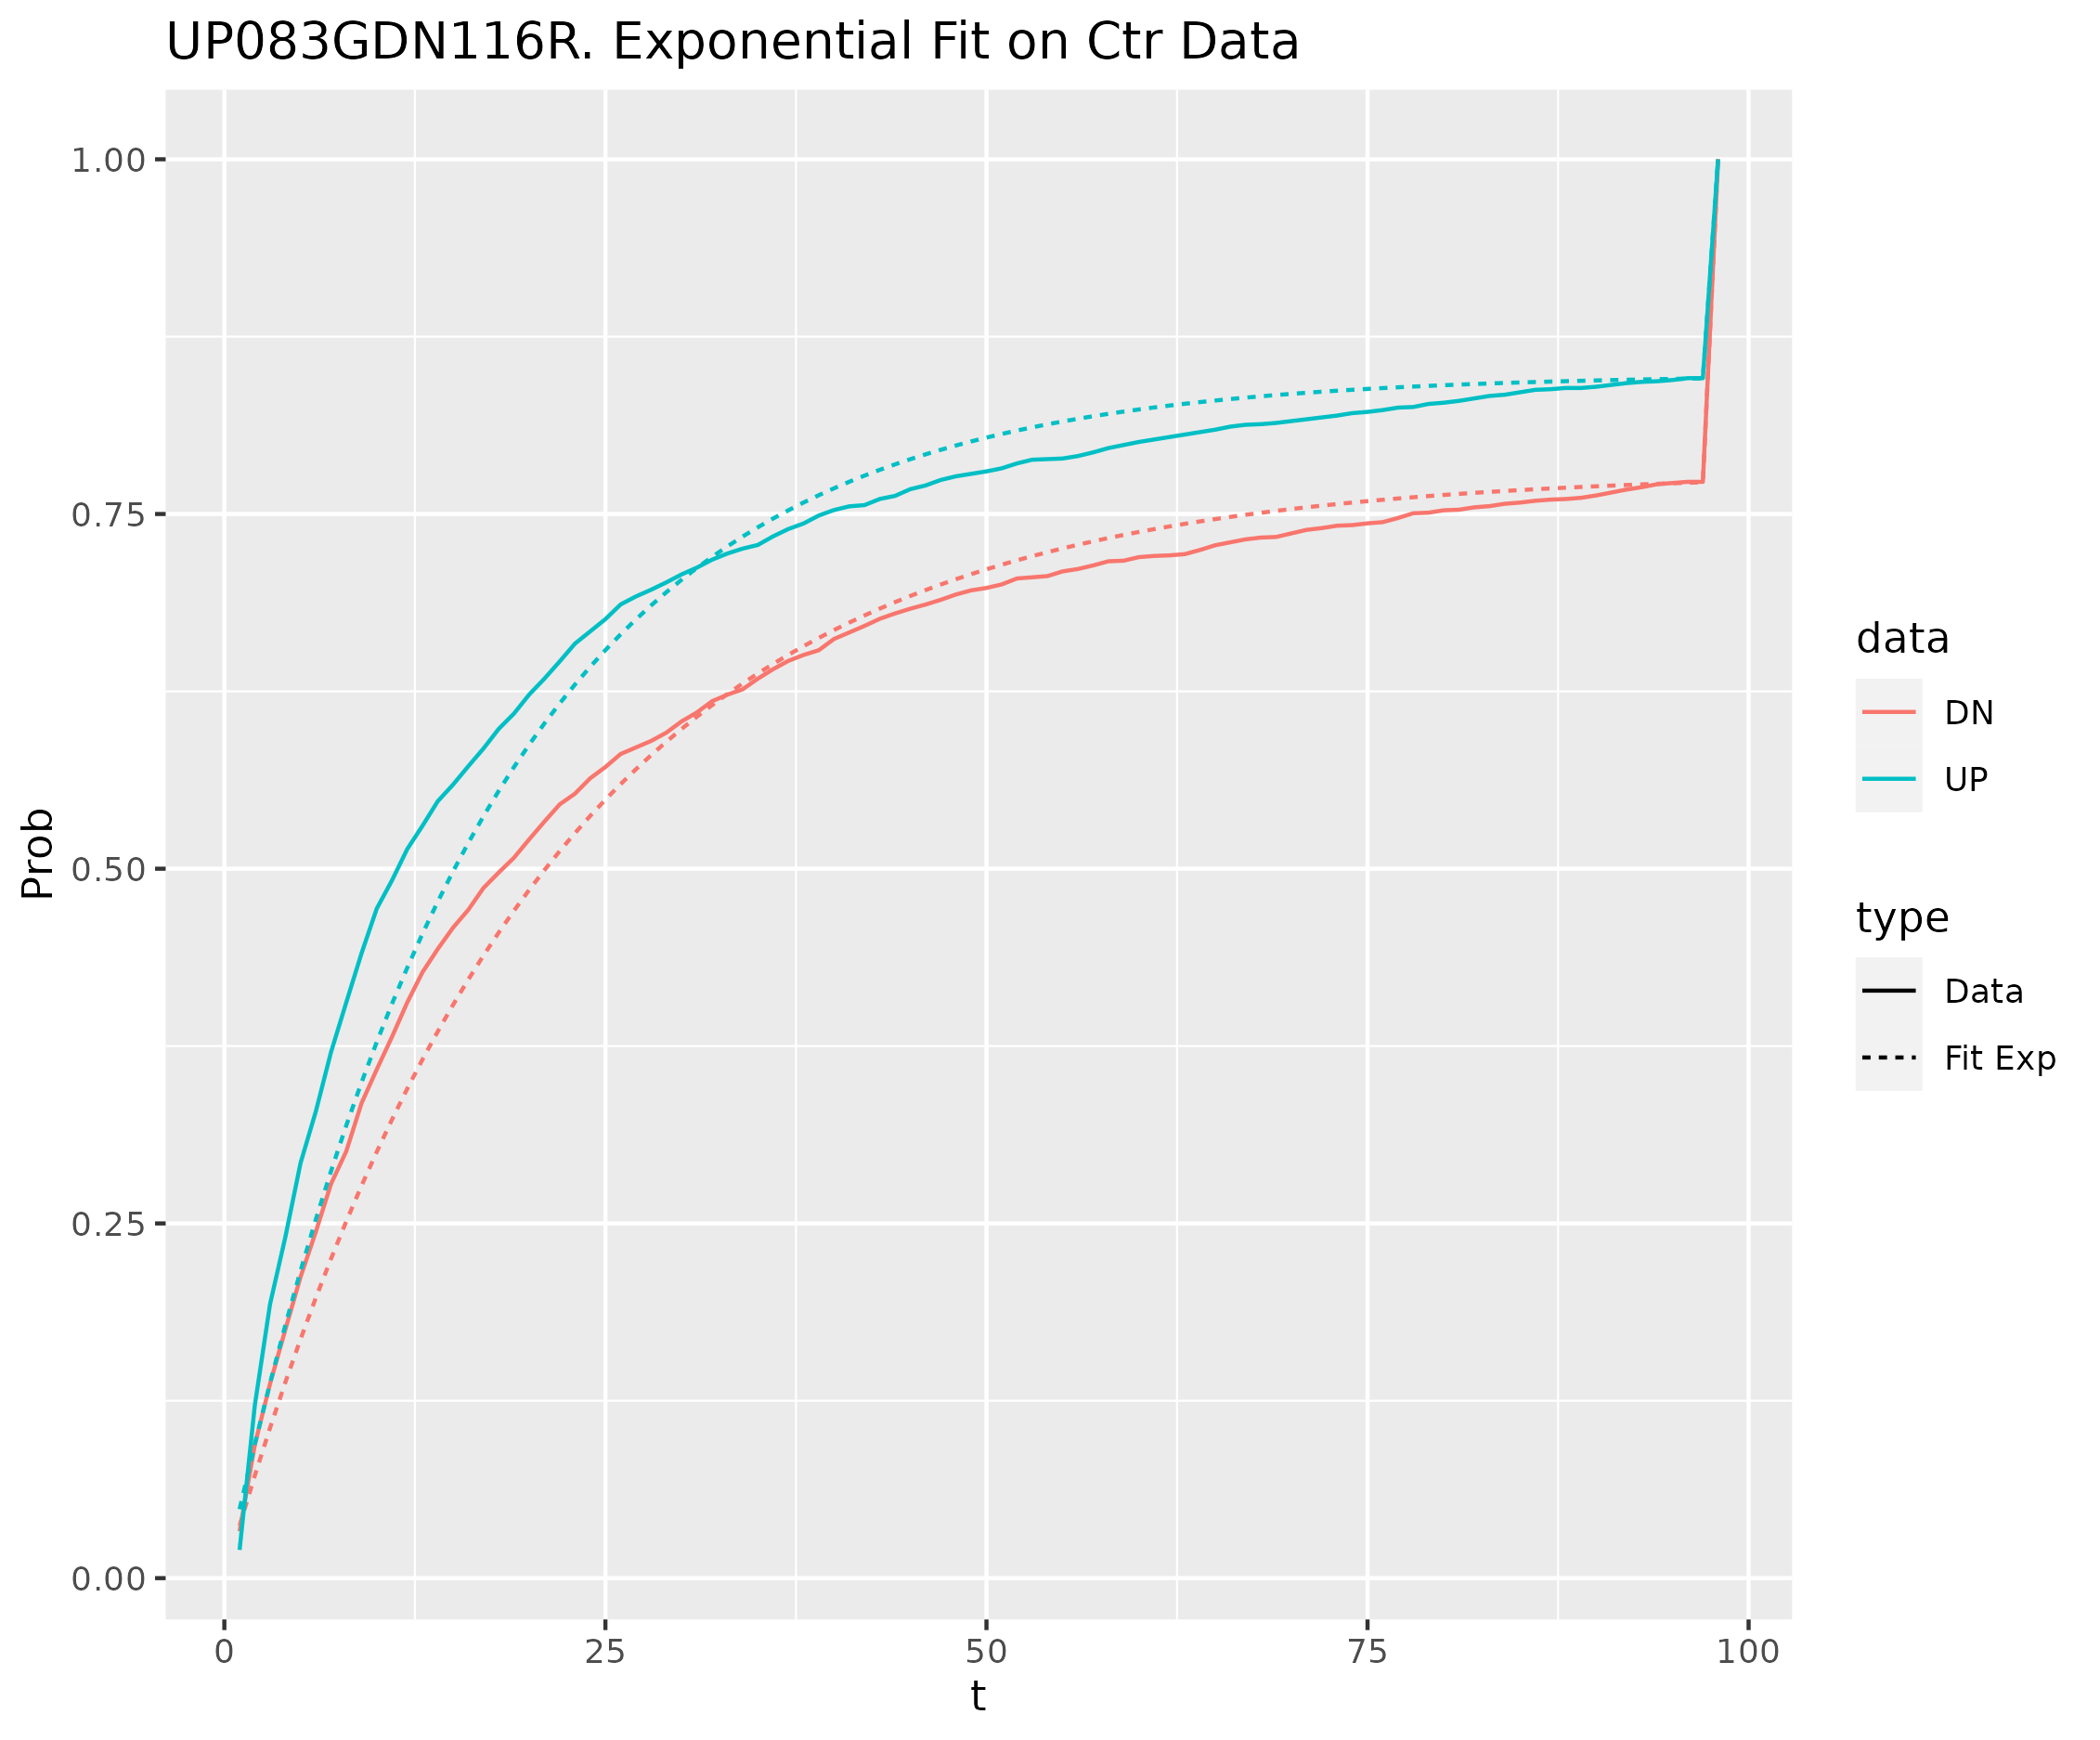 UP083GDN116R. Exponential Fit on Ctr Data
1.00
0.75
0.50
0.25
0.00
Prob
0
25
50
75
100
t
data
DN
UP
type
Data
Fit Exp